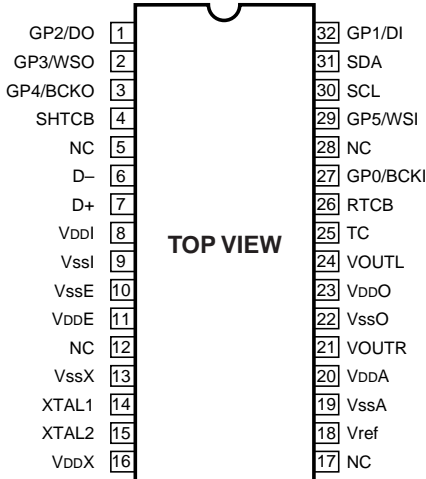 GP2/DO 1 32 GP1/DI
GP3/WSO 2 31 SDA
GP4/BCKO 3 30 SCL
SHTCB 4 29 GP5/WSI
NC 5 28 NC
D– 6 27 GP0/BCKI
D+ 7 26 RTCB
VDDI 8 25 TC
TOP VIEW
VssI 9 24 VOUTL
VssE 10 23 VDDO
VDDE 11 22 VssO
NC 12 21 VOUTR
VssX 13 20 VDDA
XTAL1 14 19 VssA
XTAL2 15 18 Vref
VDDX 16 17 NC